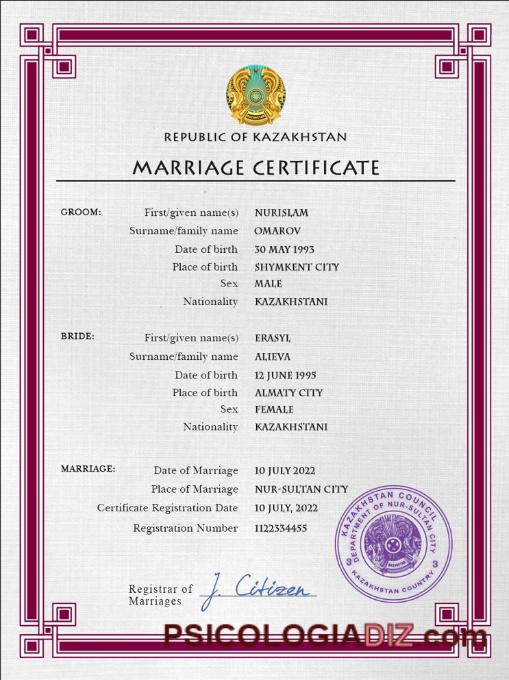 REPUBLIC OF KAZAKHSTAN
MARRIAGE CERTIFICATE
GROOM: First/given name(s) NURISLAM
Surname/family name OMAROV
Date of birth 30 MAY 1993
Place of birth SHYMKENT CITY
Sex MALE
Nationality KAZAKHSTANI
BRIDE: First/given name(s) ERASYL
Surname/family name ALIEVA
Date of birth 12 JUNE 1995
Place of birth ALMATY CITY
Sex FEMALE
Nationality KAZAKHSTANI
MARRIAGE: Date of Marriage 10 JULY 2022
Place of Marriage NUR-SULTAN CITY
Certificate Registration Date 10 JULY, 2022
Registration Number 1122334455
KAZAKHSTAN COUNCIL
DEPARTMENT OF NUR-SULTAN CITY
3 3
KAZAKHSTAN COUNTRY
Registrar of J. Citizen
Marriages
PSICOLOGIADIZ.com